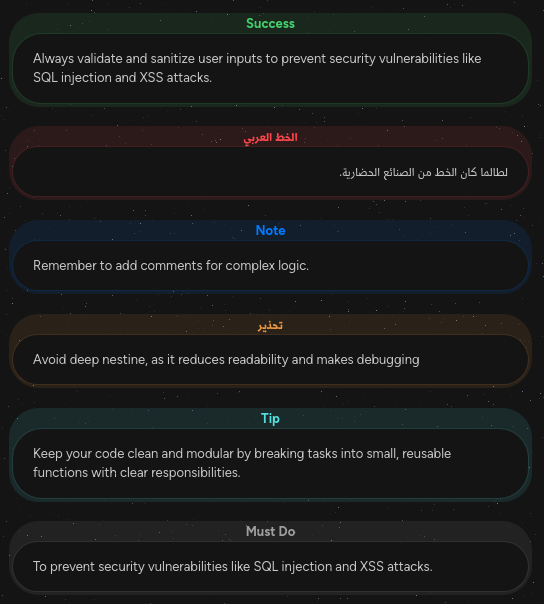 Success
Always validate and sanitize user inputs to prevent security vulnerabilities like
SQL injection and XSS attacks.
الخط العربي
لطالما كان الخط من الصنائع الحضارية.
Note
Remember to add comments for complex logic.
تحذير
Avoid deep nestine, as it reduces readability and makes debugging
Tip
Keep your code clean and modular by breaking tasks into small, reusable
functions with clear responsibilities.
Must Do
To prevent security vulnerabilities like SQL injection and XSS attacks.